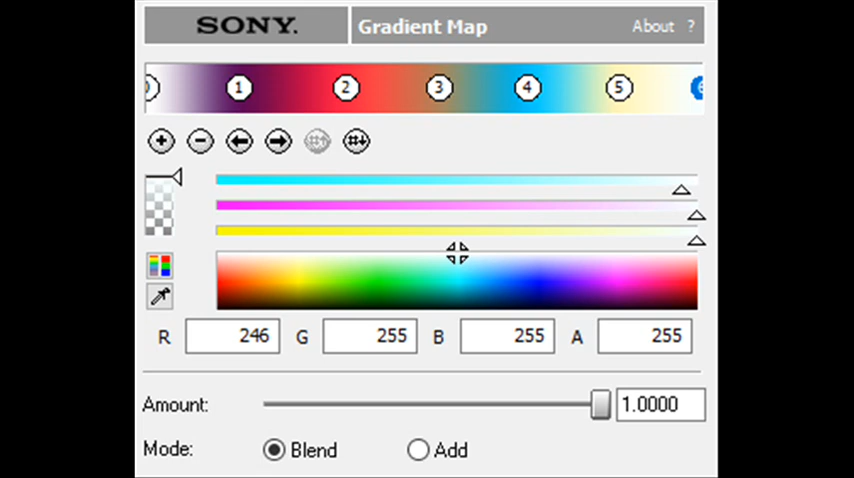 SONY. Gradient Map About ?
1 2 3 4 5
R 246 G 255 B 255 A 255
Amount: 1.0000
Mode: Blend Add